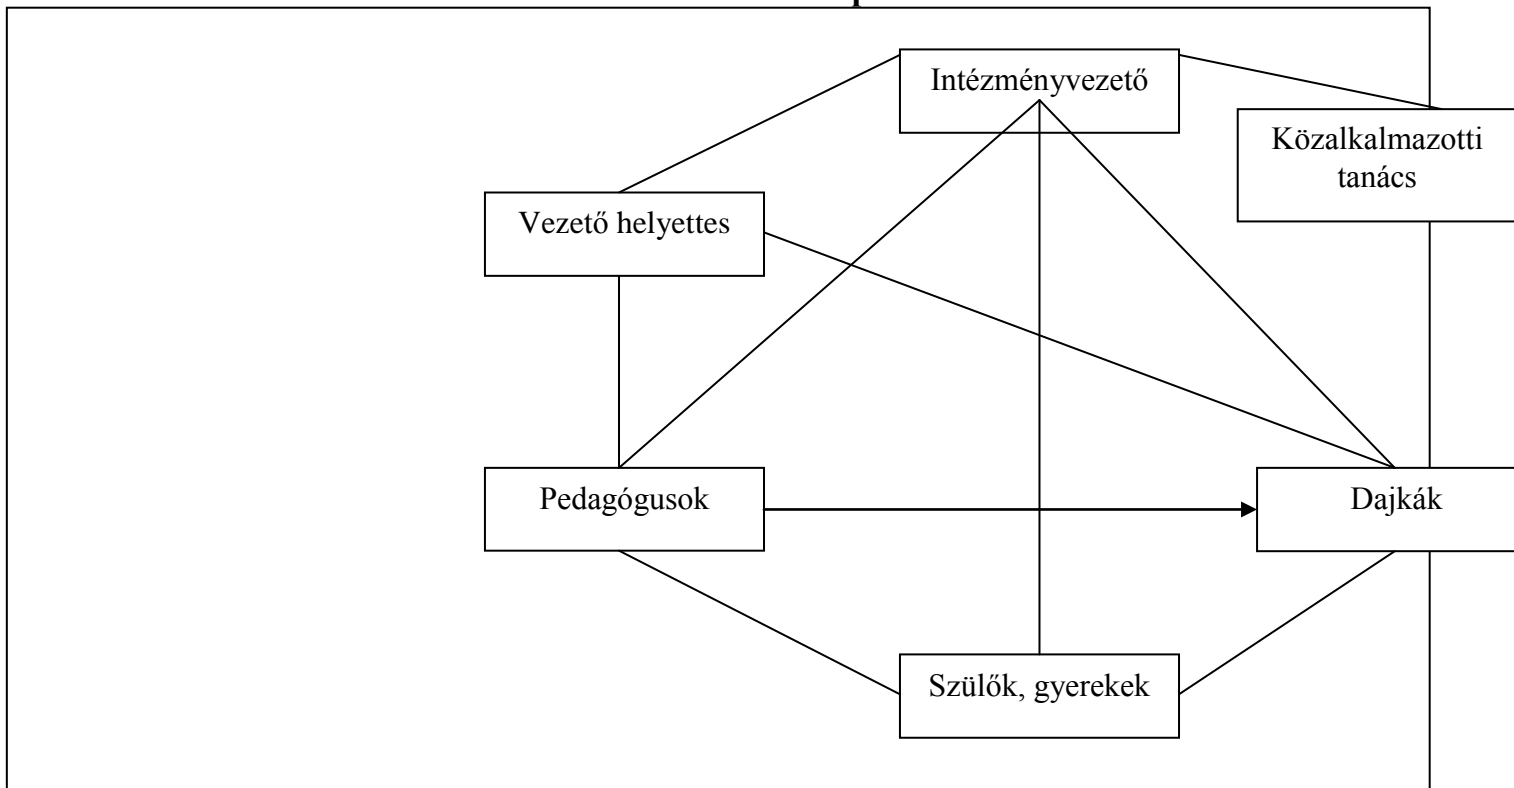 Intézményvezető
Közalkalmazotti
tanács
Vezető helyettes
Pedagógusok
Dajkák
Szülők, gyerekek